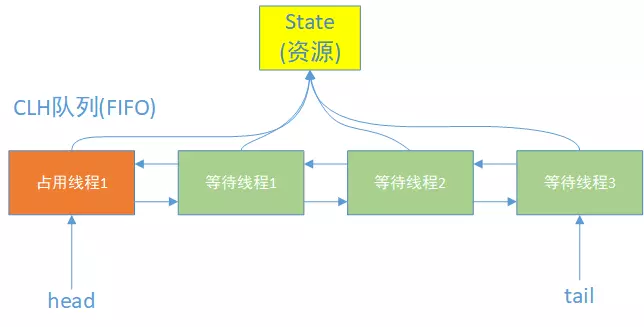 State
(资源)
CLH队列(FIFO)
占用线程1
等待线程1
等待线程2
等待线程3
head
tail